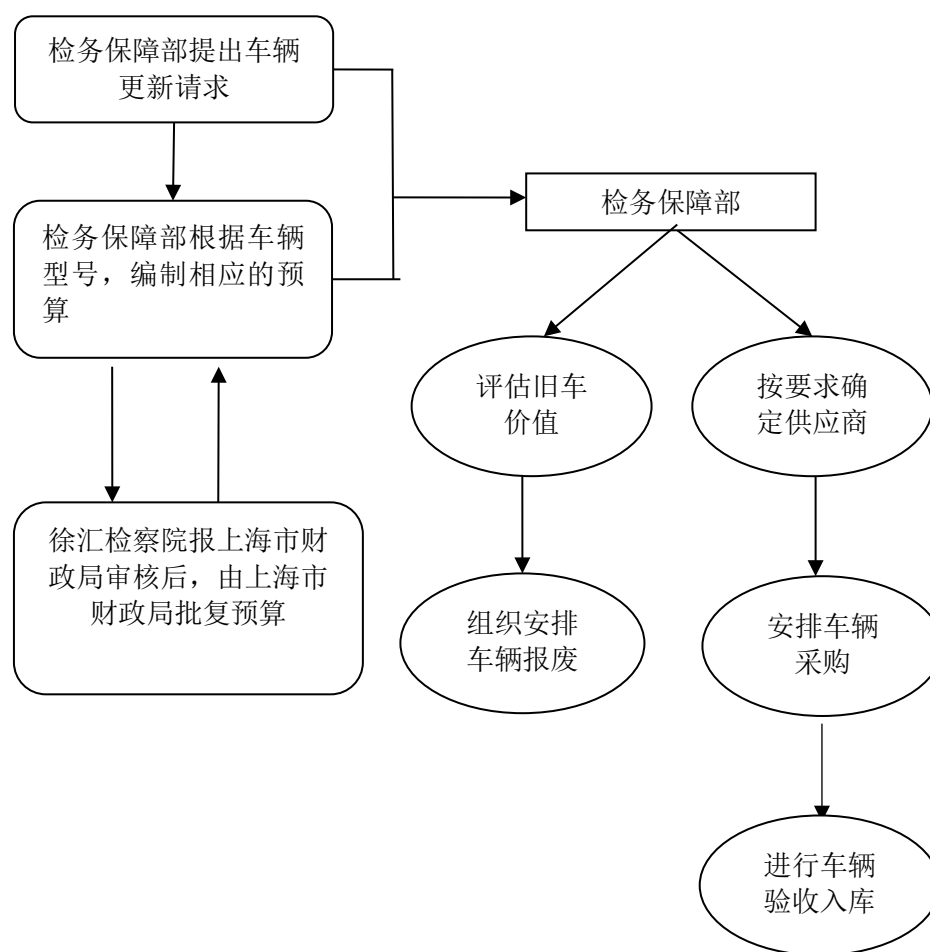 检务保障部提出车辆
更新请求
检务保障部根据车辆
型号，编制相应的预
算
徐汇检察院报上海市财
政局审核后，由上海市
财政局批复预算
检务保障部
评估旧车
价值
按要求确
定供应商
组织安排
车辆报废
安排车辆
采购
进行车辆
验收入库